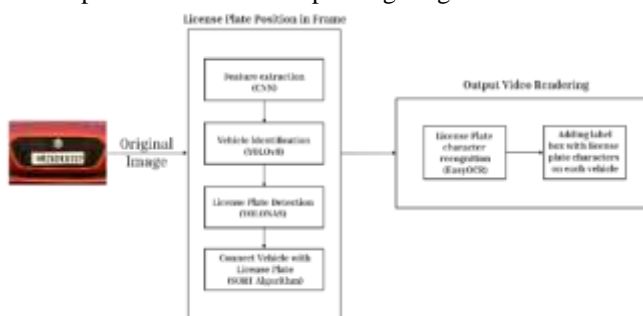 License Plate Position in Frame
Feature extraction
(CNN)
Output Video Rendering
Original
Image
Vehicle Identification
(YOLOv8)
License Plate
character
recognition
(EasyOCR)
Adding label
box with license
plate characters
on each vehicle
License Plate Detection
(YOLONAS)
Connect Vehicle with
License Plate
(SORT Algorithm)